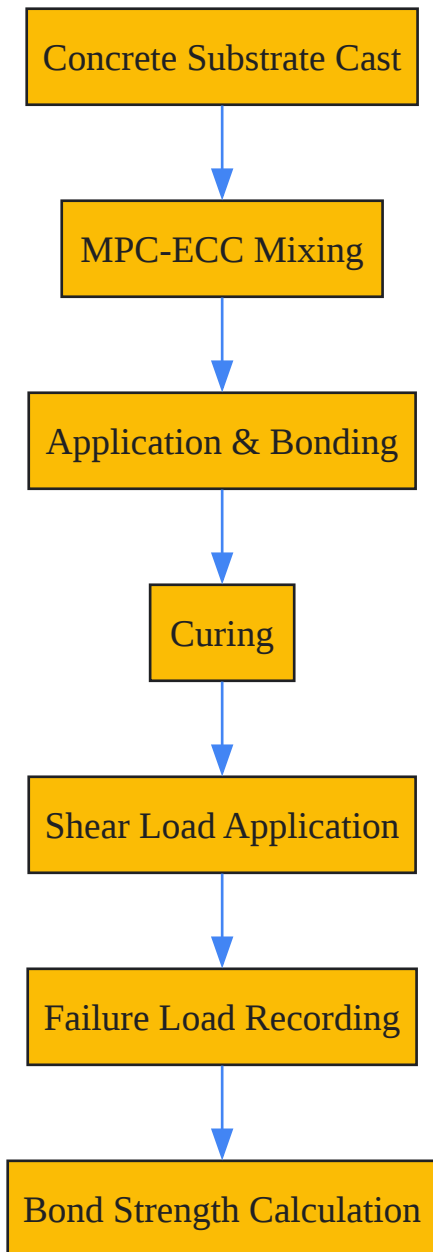 Concrete Substrate Cast
MPC-ECC Mixing
Application & Bonding
Curing
Shear Load Application
Failure Load Recording
Bond Strength Calculation